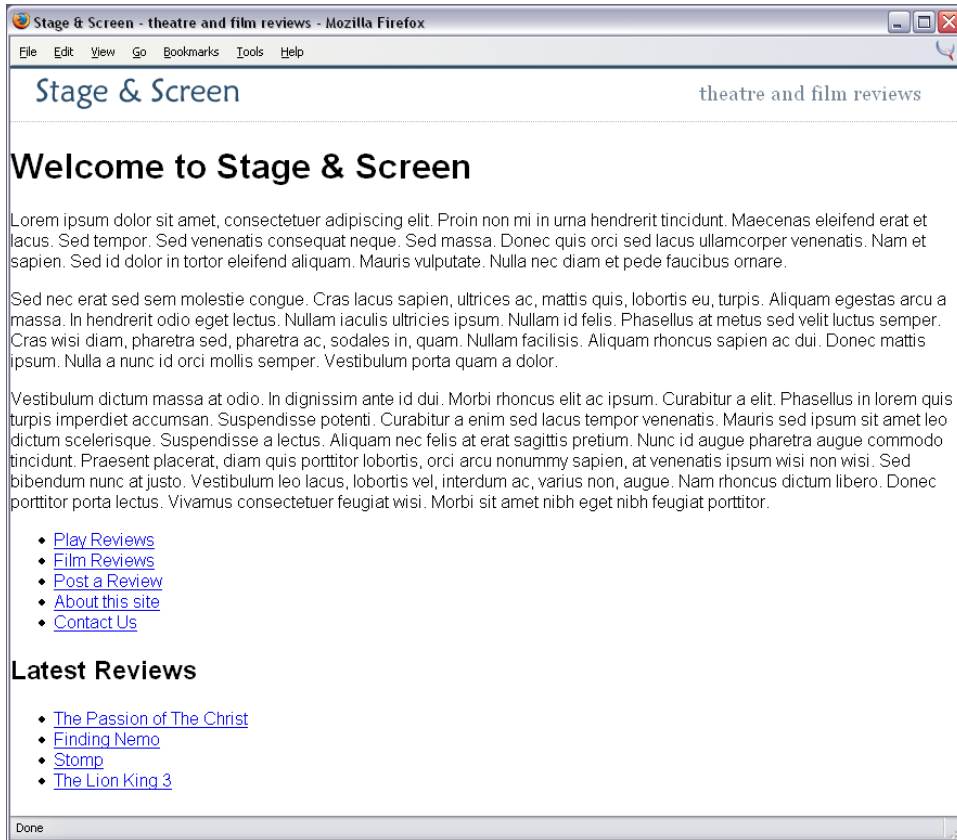 Stage & Screen - theatre and film reviews - Mozilla Firefox
File Edit View Go Bookmarks Tools Help
Stage & Screen theatre and film reviews
Welcome to Stage & Screen
Lorem ipsum dolor sit amet, consectetuer adipiscing elit. Proin non mi in urna hendrerit tincidunt. Maecenas eleifend erat et
lacus. Sed tempor. Sed venenatis consequat neque. Sed massa. Donec quis orci sed lacus ullamcorper venenatis. Nam et
sapien. Sed id dolor in tortor eleifend aliquam. Mauris vulputate. Nulla nec diam et pede faucibus ornare.
Sed nec erat sed sem molestie congue. Cras lacus sapien, ultrices ac, mattis quis, lobortis eu, turpis. Aliquam egestas arcu a
massa. In hendrerit odio eget lectus. Nullam iaculis ultricies ipsum. Nullam id felis. Phasellus at metus sed velit luctus semper.
Cras wisi diam, pharetra sed, pharetra ac, sodales in, quam. Nullam facilisis. Aliquam rhoncus sapien ac dui. Donec mattis
ipsum. Nulla a nunc id orci mollis semper. Vestibulum porta quam a dolor.
Vestibulum dictum massa at odio. In dignissim ante id dui. Morbi rhoncus elit ac ipsum. Curabitur a elit. Phasellus in lorem quis
turpis imperdiet accumsan. Suspendisse potenti. Curabitur a enim sed lacus tempor venenatis. Mauris sed ipsum sit amet leo
dictum scelerisque. Suspendisse a lectus. Aliquam nec felis at erat sagittis pretium. Nunc id augue pharetra augue commodo
tincidunt. Praesent placerat, diam quis porttitor lobortis, orci arcu nonummy sapien, at venenatis ipsum wisi non wisi. Sed
bibendum nunc at justo. Vestibulum leo lacus, lobortis vel, interdum ac, varius non, augue. Nam rhoncus dictum libero. Donec
porttitor porta lectus. Vivamus consectetuer feugiat wisi. Morbi sit amet nibh eget nibh feugiat porttitor.
Play Reviews
Film Reviews
Post a Review
About this site
Contact Us
Latest Reviews
The Passion of The Christ
Finding Nemo
Stomp
The Lion King 3
Done